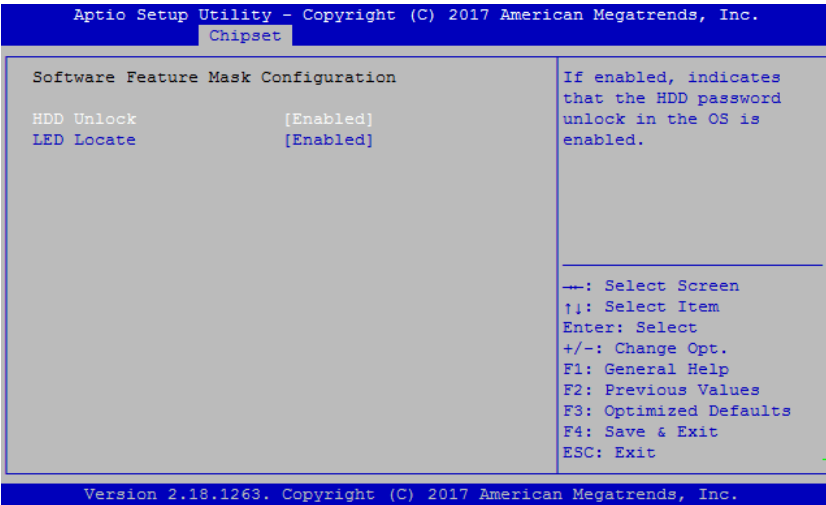 Aptio Setup Utility - Copyright (C) 2017 American Megatrends, Inc.
Chipset
Software Feature Mask Configuration
HDD Unlock [Enabled]
LED Locate [Enabled]
If enabled, indicates
that the HDD password
unlock in the OS is
enabled.
→←: Select Screen
↑↓: Select Item
Enter: Select
+/-: Change Opt.
F1: General Help
F2: Previous Values
F3: Optimized Defaults
F4: Save & Exit
ESC: Exit
Version 2.18.1263. Copyright (C) 2017 American Megatrends, Inc.